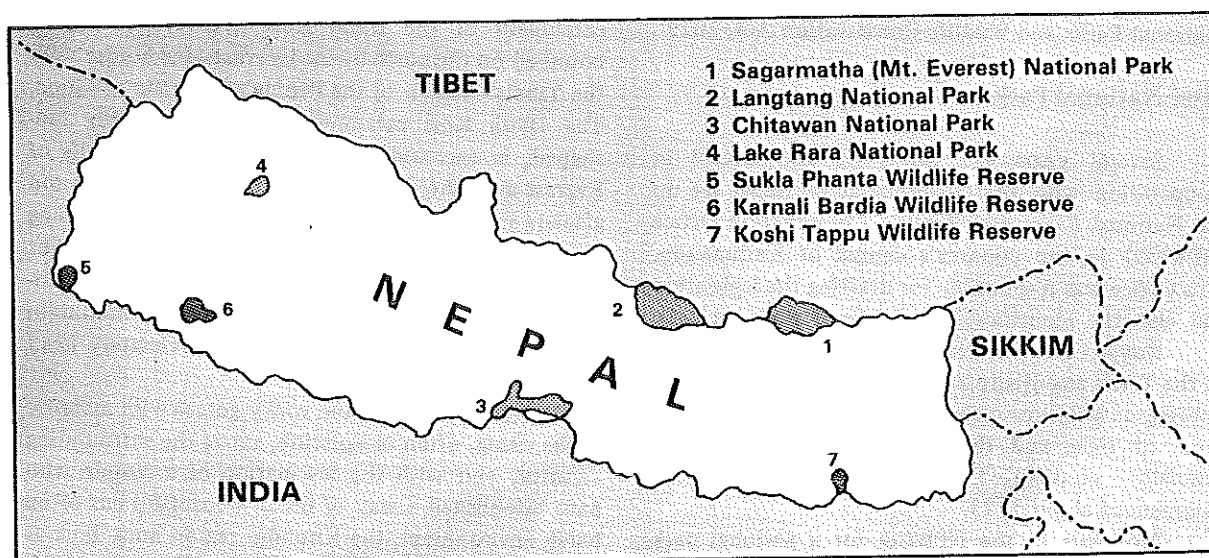 TIBET
1 Sagarmatha (Mt. Everest) National Park
2 Langtang National Park
3 Chitawan National Park
4 Lake Rara National Park
5 Sukla Phanta Wildlife Reserve
6 Karnali Bardia Wildlife Reserve
7 Koshi Tappu Wildlife Reserve
4
5
6
NEPAL
2
1
SIKKIM
3
7
INDIA